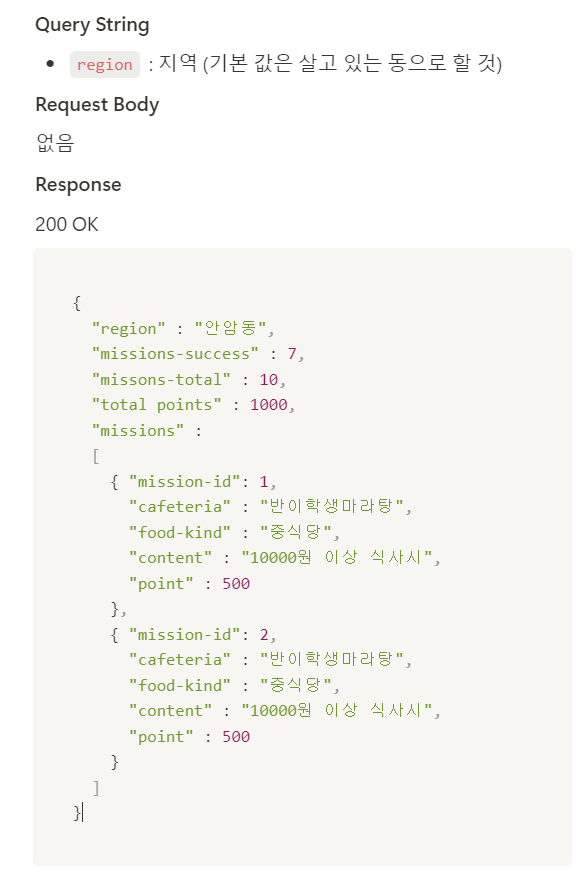 Query String
• region : 지역 (기본 값은 살고 있는 동으로 할 것)
Request Body
없음
Response
200 OK
{
"region" : "안암동",
"missions-success" : 7,
"missons-total" : 10,
"total points" : 1000,
"missions" :
[
{ "mission-id": 1,
"cafeteria" : "반이학생마라탕",
"food-kind" : "중식당",
"content" : "10000원 이상 식사시",
"point" : 500
},
{ "mission-id": 2,
"cafeteria" : "반이학생마라탕",
"food-kind" : "중식당",
"content" : "10000원 이상 식사시",
"point" : 500
}
]
}